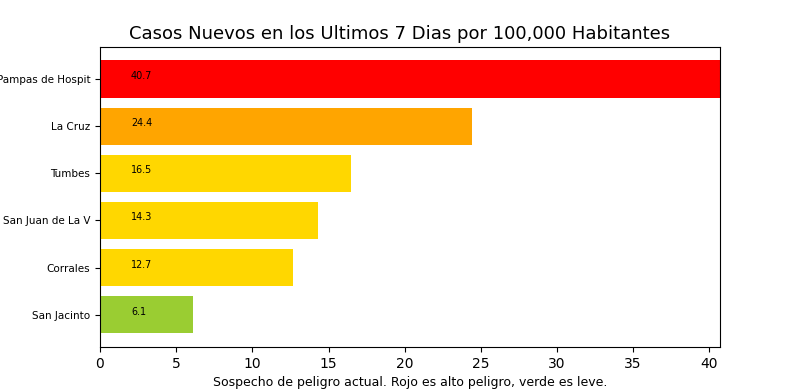 Casos Nuevos en los Ultimos 7 Dias por 100,000 Habitantes
Pampas de Hospit 40.7
La Cruz 24.4
Tumbes 16.5
San Juan de La V 14.3
Corrales 12.7
San Jacinto 6.1
0 5 10 15 20 25 30 35 40
Sospecho de peligro actual. Rojo es alto peligro, verde es leve.